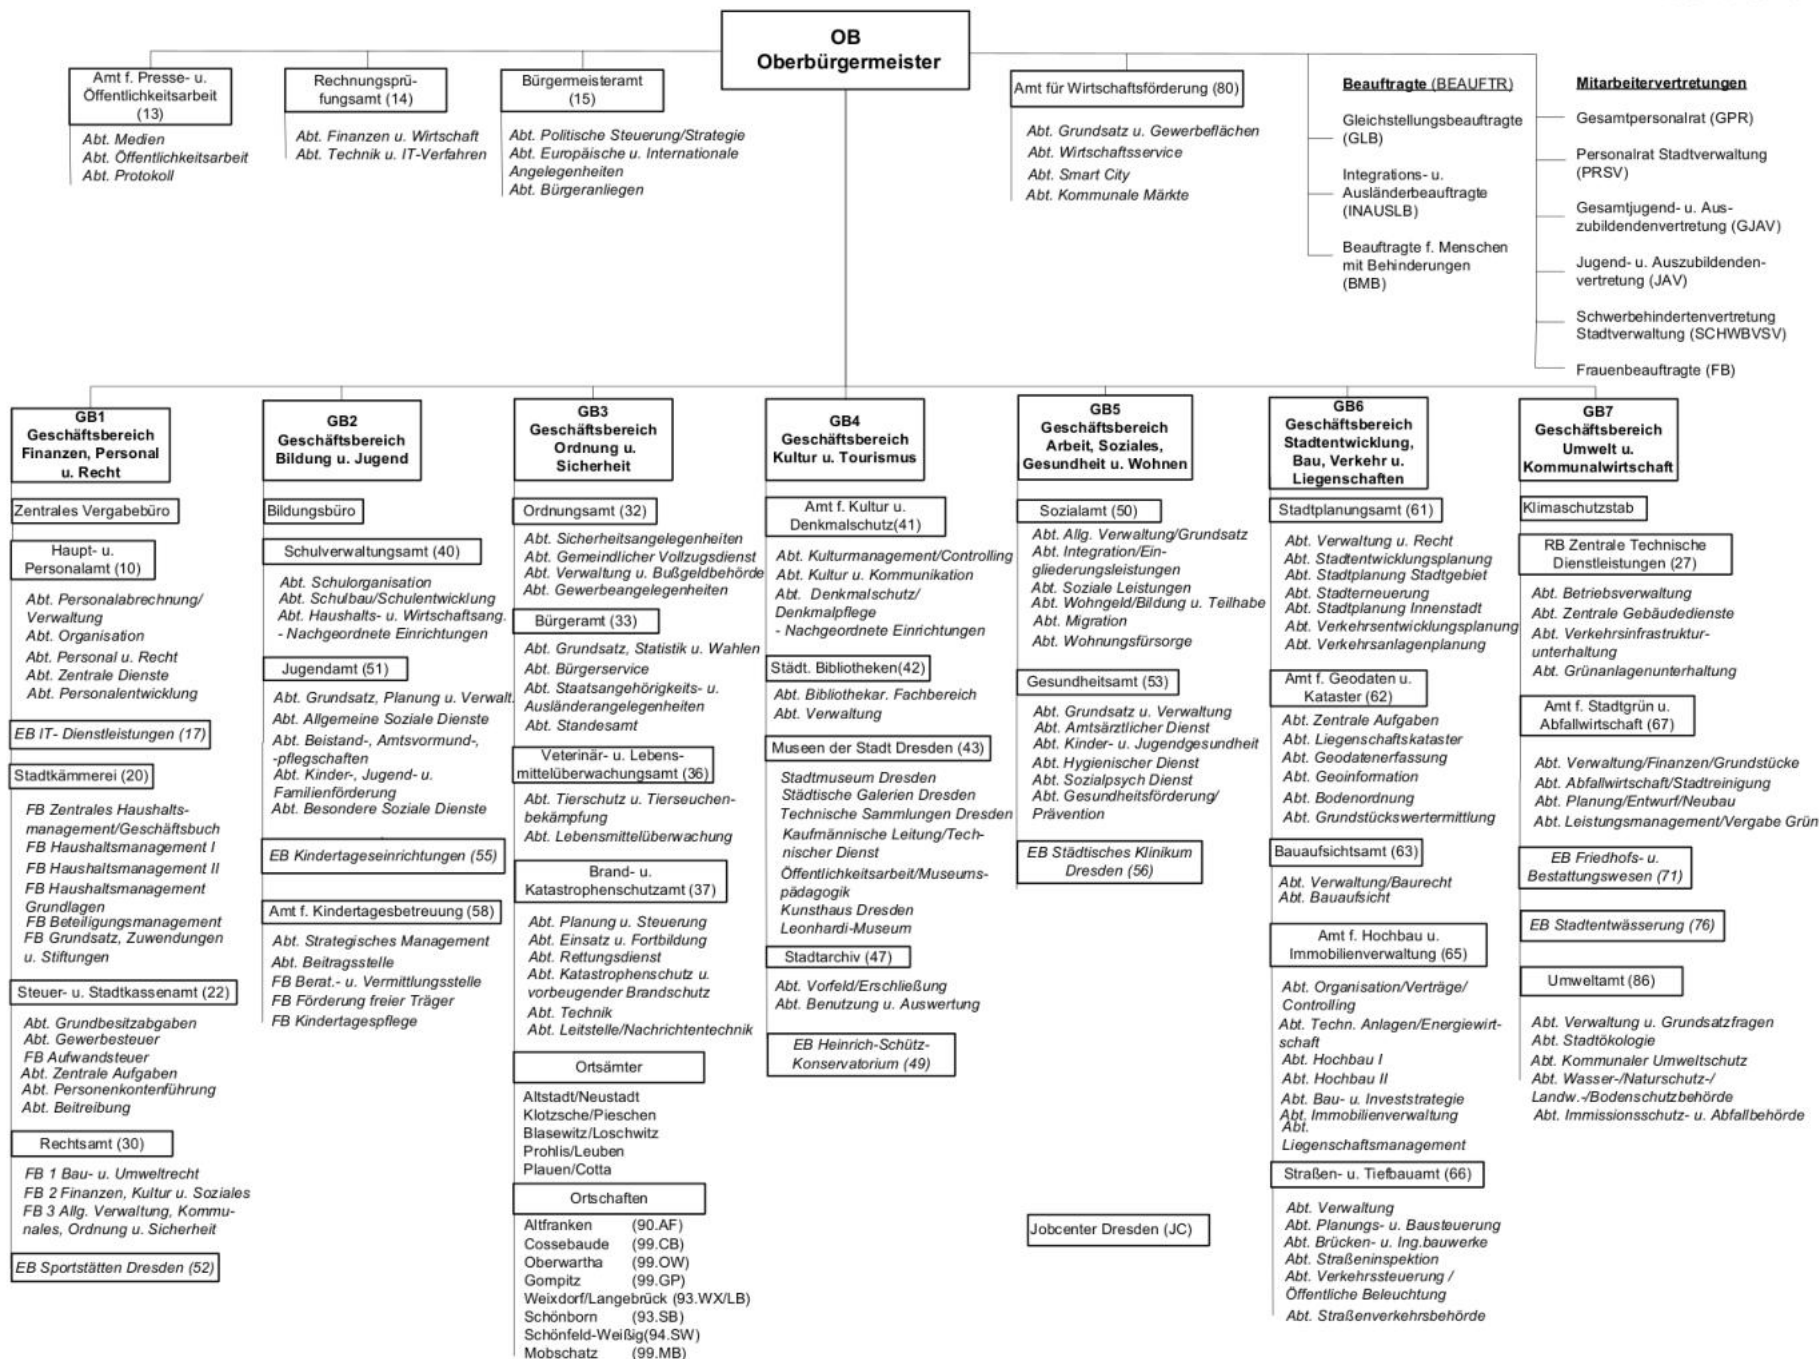 OB
Oberbürgermeister
Amt f. Presse- u.
Öffentlichkeitsarbeit
(13)
Abt. Medien
Abt. Öffentlichkeitsarbeit
Abt. Protokoll
Rechnungsprü-
fungsamt (14)
Abt. Finanzen u. Wirtschaft
Abt. Technik u. IT-Verfahren
Bürgermeisteramt
(15)
Abt. Politische Steuerung/Strategie
Abt. Europäische u. Internationale
Angelegenheiten
Abt. Bürgeranliegen
Amt für Wirtschaftsförderung (80)
Abt. Grundsatz u. Gewerbeflächen
Abt. Wirtschaftsservice
Abt. Smart City
Abt. Kommunale Märkte
Beauftragte (BEAUFTR)
Gleichstellungsbeauftragte
(GLB)
Integrations- u.
Ausländerbeauftragte
(INAUSLB)
Beauftragte f. Menschen
mit Behinderungen
(BMB)
Mitarbeitervertretungen
Gesamtpersonalrat (GPR)
Personalrat Stadtverwaltung
(PRSV)
Gesamtjugend- u. Aus-
zubildendenvertretung (GJAV)
Jugend- u. Auszubildenden-
vertretung (JAV)
Schwerbehindertenvertretung
Stadtverwaltung (SCHWBVSV)
Frauenbeauftragte (FB)
GB1
Geschäftsbereich
Finanzen, Personal
u. Recht
Zentrales Vergabebüro
Haupt- u.
Personalamt (10)
Abt. Personalabrechnung/
Verwaltung
Abt. Organisation
Abt. Personal u. Recht
Abt. Zentrale Dienste
Abt. Personalentwicklung
EB IT- Dienstleistungen (17)
Stadtkämmerei (20)
FB Zentrales Haushalts-
management/Geschäftsbuch
FB Haushaltsmanagement I
FB Haushaltsmanagement II
FB Haushaltsmanagement
Grundlagen
FB Beteiligungsmanagement
FB Grundsatz, Zuwendungen
u. Stiftungen
Steuer- u. Stadtkassenamt (22)
Abt. Grundbesitzabgaben
Abt. Gewerbesteuer
FB Aufwandsteuer
Abt. Zentrale Aufgaben
Abt. Personenkontenführung
Abt. Beitreibung
Rechtsamt (30)
FB 1 Bau- u. Umweltrecht
FB 2 Finanzen, Kultur u. Soziales
FB 3 Allg. Verwaltung, Kommu-
nales, Ordnung u. Sicherheit
EB Sportstätten Dresden (52)
GB2
Geschäftsbereich
Bildung u. Jugend
Bildungsbüro
Schulverwaltungsamt (40)
Abt. Schulorganisation
Abt. Schulbau/Schulentwicklung
Abt. Haushalts- u. Wirtschaftsang.
- Nachgeordnete Einrichtungen
Jugendamt (51)
Abt. Grundsatz, Planung u. Verwalt.
Abt. Allgemeine Soziale Dienste
Abt. Beistand-, Amtsvormund-,
-pflegschaften
Abt. Kinder-, Jugend- u.
Familienförderung
Abt. Besondere Soziale Dienste
EB Kindertageseinrichtungen (55)
Amt f. Kindertagesbetreuung (58)
Abt. Strategisches Management
Abt. Beitragsstelle
FB Berat.- u. Vermittlungsstelle
FB Förderung freier Träger
FB Kindertagespflege
GB3
Geschäftsbereich
Ordnung u.
Sicherheit
Ordnungsamt (32)
Abt. Sicherheitsangelegenheiten
Abt. Gemeindlicher Vollzugsdienst
Abt. Verwaltung u. Bußgeldbehörde
Abt. Gewerbeangelegenheiten
Bürgeramt (33)
Abt. Grundsatz, Statistik u. Wahlen
Abt. Bürgerservice
Abt. Staatsangehörigkeits- u.
Ausländerangelegenheiten
Abt. Standesamt
Veterinär- u. Lebens-
mittelüberwachungsamt (36)
Abt. Tierschutz u. Tierseuchen-
bekämpfung
Abt. Lebensmittelüberwachung
Brand- u.
Katastrophenschutzamt (37)
Abt. Planung u. Steuerung
Abt. Einsatz u. Fortbildung
Abt. Rettungsdienst
Abt. Katastrophenschutz u.
vorbeugender Brandschutz
Abt. Technik
Abt. Leitstelle/Nachrichtentechnik
Ortsämter
Altstadt/Neustadt
Klotzsche/Pieschen
Blasewitz/Loschwitz
Prohlis/Leuben
Plauen/Cotta
Ortschaften
Altfranken (90.AF)
Cossebaude (99.CB)
Oberwartha (99.OW)
Gompitz (99.GP)
Weixdorf/Langebrück (93.WX/LB)
Schönborn (93.SB)
Schönfeld-Weißig(94.SW)
Mobschatz (99.MB)
GB4
Geschäftsbereich
Kultur u. Tourismus
Amt f. Kultur u.
Denkmalschutz(41)
Abt. Kulturmanagement/Controlling
Abt. Kultur u. Kommunikation
Abt. Denkmalschutz/
Denkmalpflege
- Nachgeordnete Einrichtungen
Städt. Bibliotheken(42)
Abt. Bibliothekar. Fachbereich
Abt. Verwaltung
Museen der Stadt Dresden (43)
Stadtmuseum Dresden
Städtische Galerien Dresden
Technische Sammlungen Dresden
Kaufmännische Leitung/Tech-
nischer Dienst
Öffentlichkeitsarbeit/Museums-
pädagogik
Kunsthaus Dresden
Leonhardi-Museum
Stadtarchiv (47)
Abt. Vorfeld/Erschließung
Abt. Benutzung u. Auswertung
EB Heinrich-Schütz-
Konservatorium (49)
GB5
Geschäftsbereich
Arbeit, Soziales,
Gesundheit u. Wohnen
Sozialamt (50)
Abt. Allg. Verwaltung/Grundsatz
Abt. Integration/Ein-
gliederungsleistungen
Abt. Soziale Leistungen
Abt. Wohngeld/Bildung u. Teilhabe
Abt. Migration
Abt. Wohnungsfürsorge
Gesundheitsamt (53)
Abt. Grundsatz u. Verwaltung
Abt. Amtsärztlicher Dienst
Abt. Kinder- u. Jugendgesundheit
Abt. Hygienischer Dienst
Abt. Sozialpsych Dienst
Abt. Gesundheitsförderung/
Prävention
EB Städtisches Klinikum
Dresden (56)
Jobcenter Dresden (JC)
GB6
Geschäftsbereich
Stadtentwicklung,
Bau, Verkehr u.
Liegenschaften
Stadtplanungsamt (61)
Abt. Verwaltung u. Recht
Abt. Stadtentwicklungsplanung
Abt. Stadtplanung Stadtgebiet
Abt. Stadterneuerung
Abt. Stadtplanung Innenstadt
Abt. Verkehrsentwicklungsplanung
Abt. Verkehrsanlagenplanung
Amt f. Geodaten u.
Kataster (62)
Abt. Zentrale Aufgaben
Abt. Liegenschaftskataster
Abt. Geodatenerfassung
Abt. Geoinformation
Abt. Bodenordnung
Abt. Grundstückswertermittlung
Bauaufsichtsamt (63)
Abt. Verwaltung/Baurecht
Abt. Bauaufsicht
Amt f. Hochbau u.
Immobilienverwaltung (65)
Abt. Organisation/Verträge/
Controlling
Abt. Techn. Anlagen/Energiewirt-
schaft
Abt. Hochbau I
Abt. Hochbau II
Abt. Bau- u. Investstrategie
Abt. Immobilienverwaltung
Abt.
Liegenschaftsmanagement
Straßen- u. Tiefbauamt (66)
Abt. Verwaltung
Abt. Planungs- u. Bausteuerung
Abt. Brücken- u. Ing.bauwerke
Abt. Straßeninspektion
Abt. Verkehrssteuerung /
Öffentliche Beleuchtung
Abt. Straßenverkehrsbehörde
GB7
Geschäftsbereich
Umwelt u.
Kommunalwirtschaft
Klimaschutzstab
RB Zentrale Technische
Dienstleistungen (27)
Abt. Betriebsverwaltung
Abt. Zentrale Gebäudedienste
Abt. Verkehrsinfrastruktur-
unterhaltung
Abt. Grünanlagenunterhaltung
Amt f. Stadtgrün u.
Abfallwirtschaft (67)
Abt. Verwaltung/Finanzen/Grundstücke
Abt. Abfallwirtschaft/Stadtreinigung
Abt. Planung/Entwurf/Neubau
Abt. Leistungsmanagement/Vergabe Grün
EB Friedhofs- u.
Bestattungswesen (71)
EB Stadtentwässerung (76)
Umweltamt (86)
Abt. Verwaltung u. Grundsatzfragen
Abt. Stadtökologie
Abt. Kommunaler Umweltschutz
Abt. Wasser-/Naturschutz-/
Landw.-/Bodenschutzbehörde
Abt. Immissionsschutz- u. Abfallbehörde